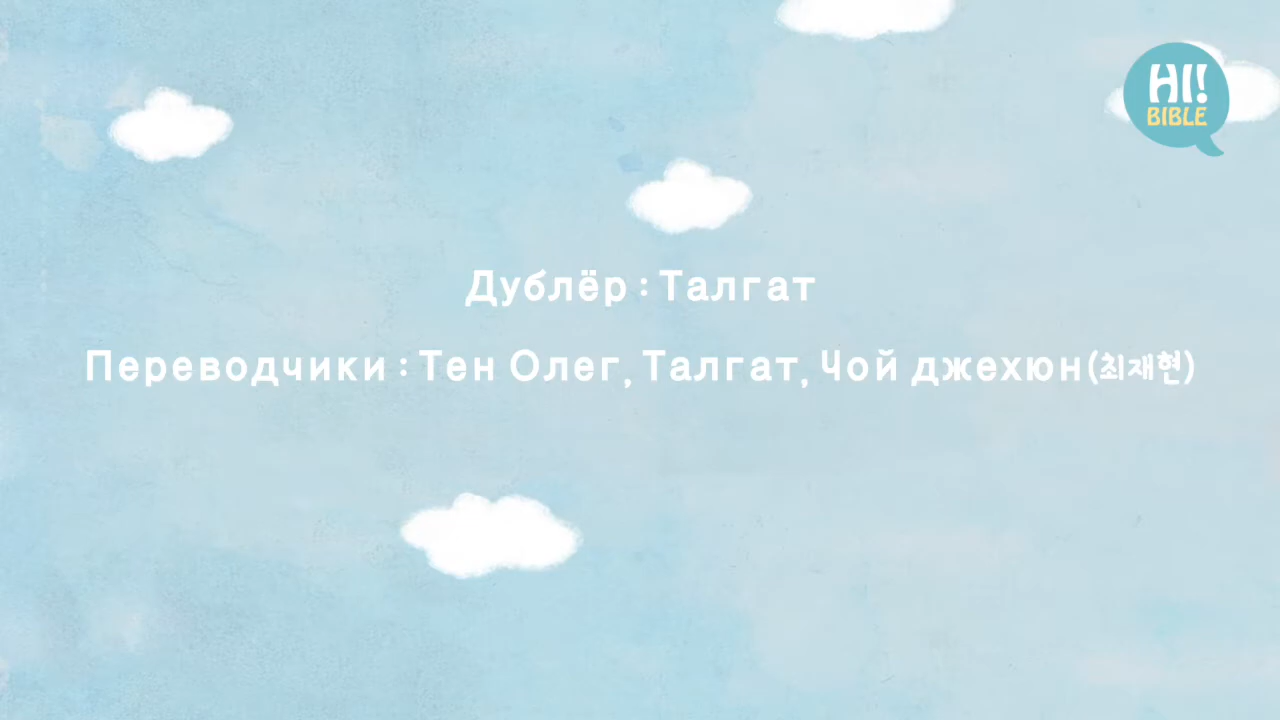 HI!
BIBLE
Дублёр : Талгат
Переводчики : Тен Олег, Талгат, Чой джехюн(최재현)